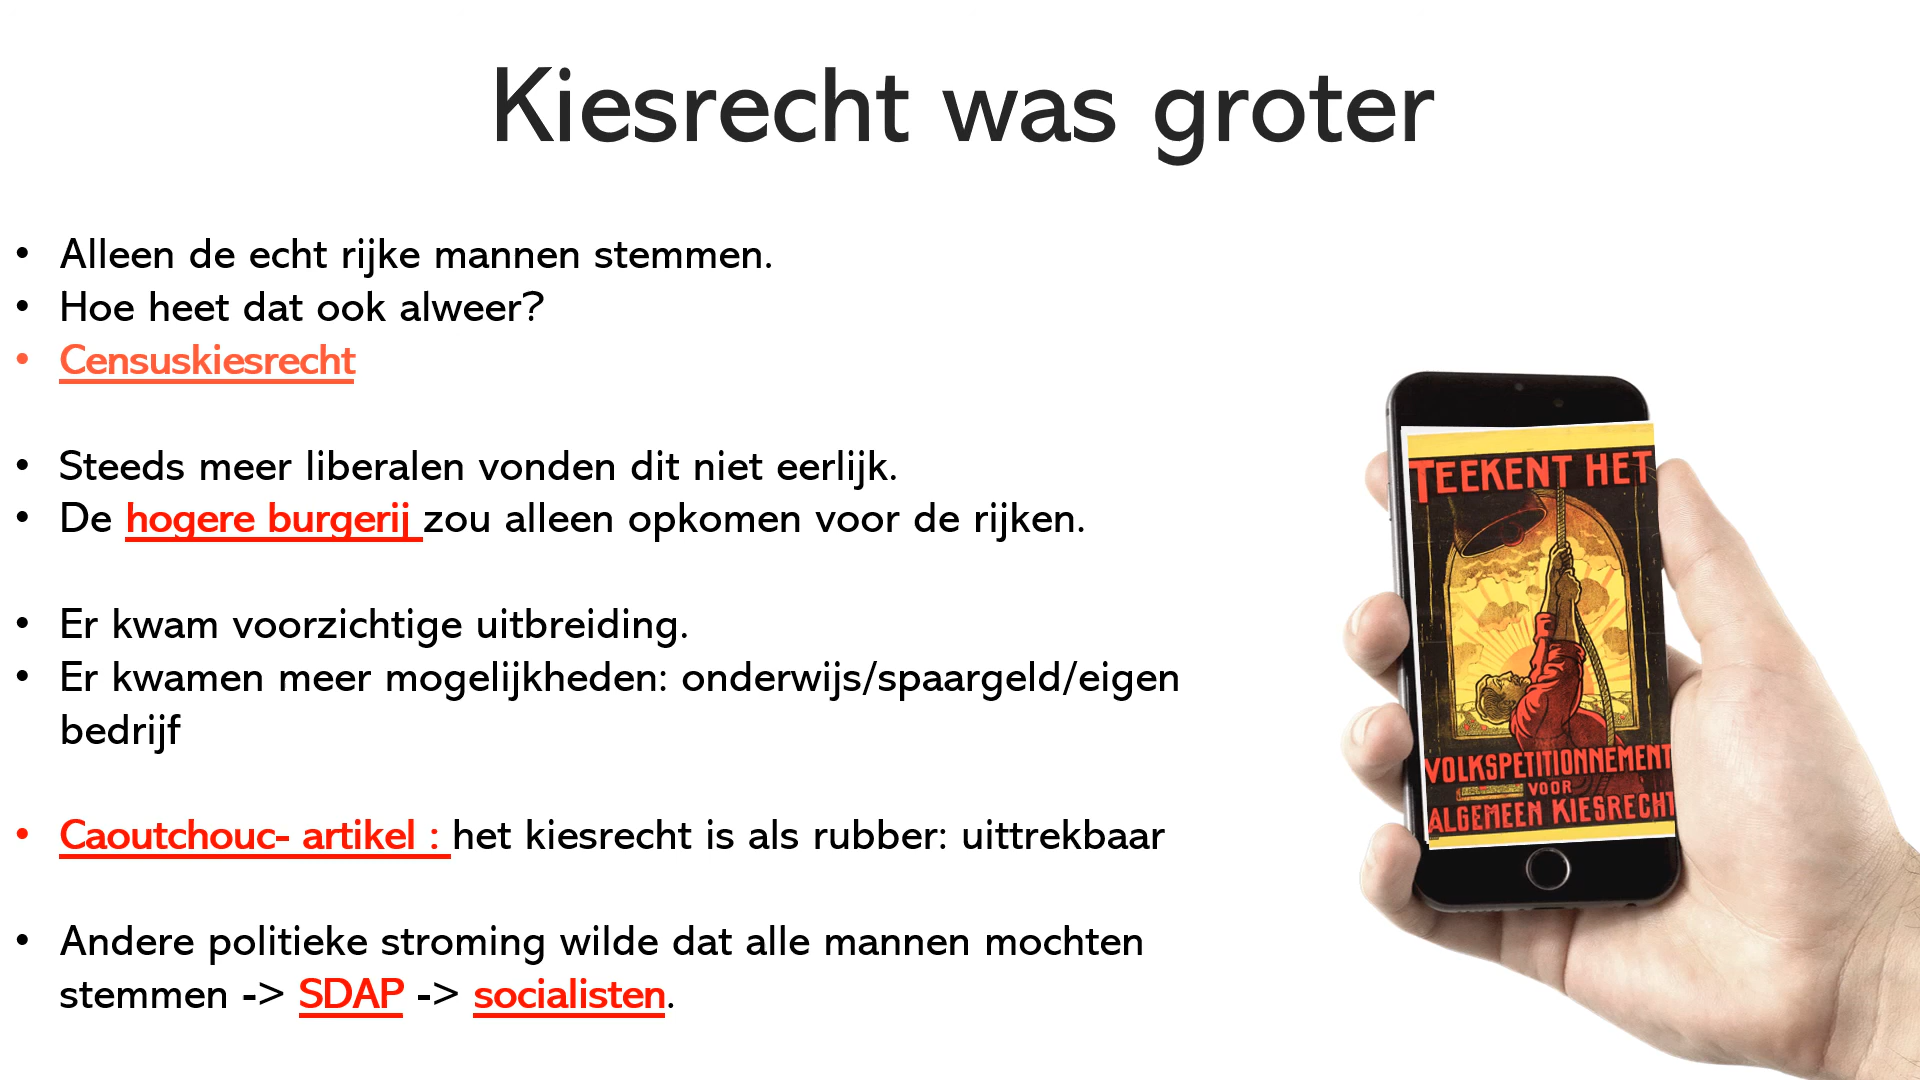 Kiesrecht was groter
• Alleen de echt rijke mannen stemmen.
• Hoe heet dat ook alweer?
• Censuskiesrecht
• Steeds meer liberalen vonden dit niet eerlijk.
• De hogere burgerij zou alleen opkomen voor de rijken.
• Er kwam voorzichtige uitbreiding.
• Er kwamen meer mogelijkheden: onderwijs/spaargeld/eigen
bedrijf
• Caoutchouc- artikel : het kiesrecht is als rubber: uittrekbaar
• Andere politieke stroming wilde dat alle mannen mochten
stemmen -> SDAP -> socialisten.
TEEKENT HET
VOLKSPETITIONNEMENT
VOOR
ALGEMEEN KIESRECHT